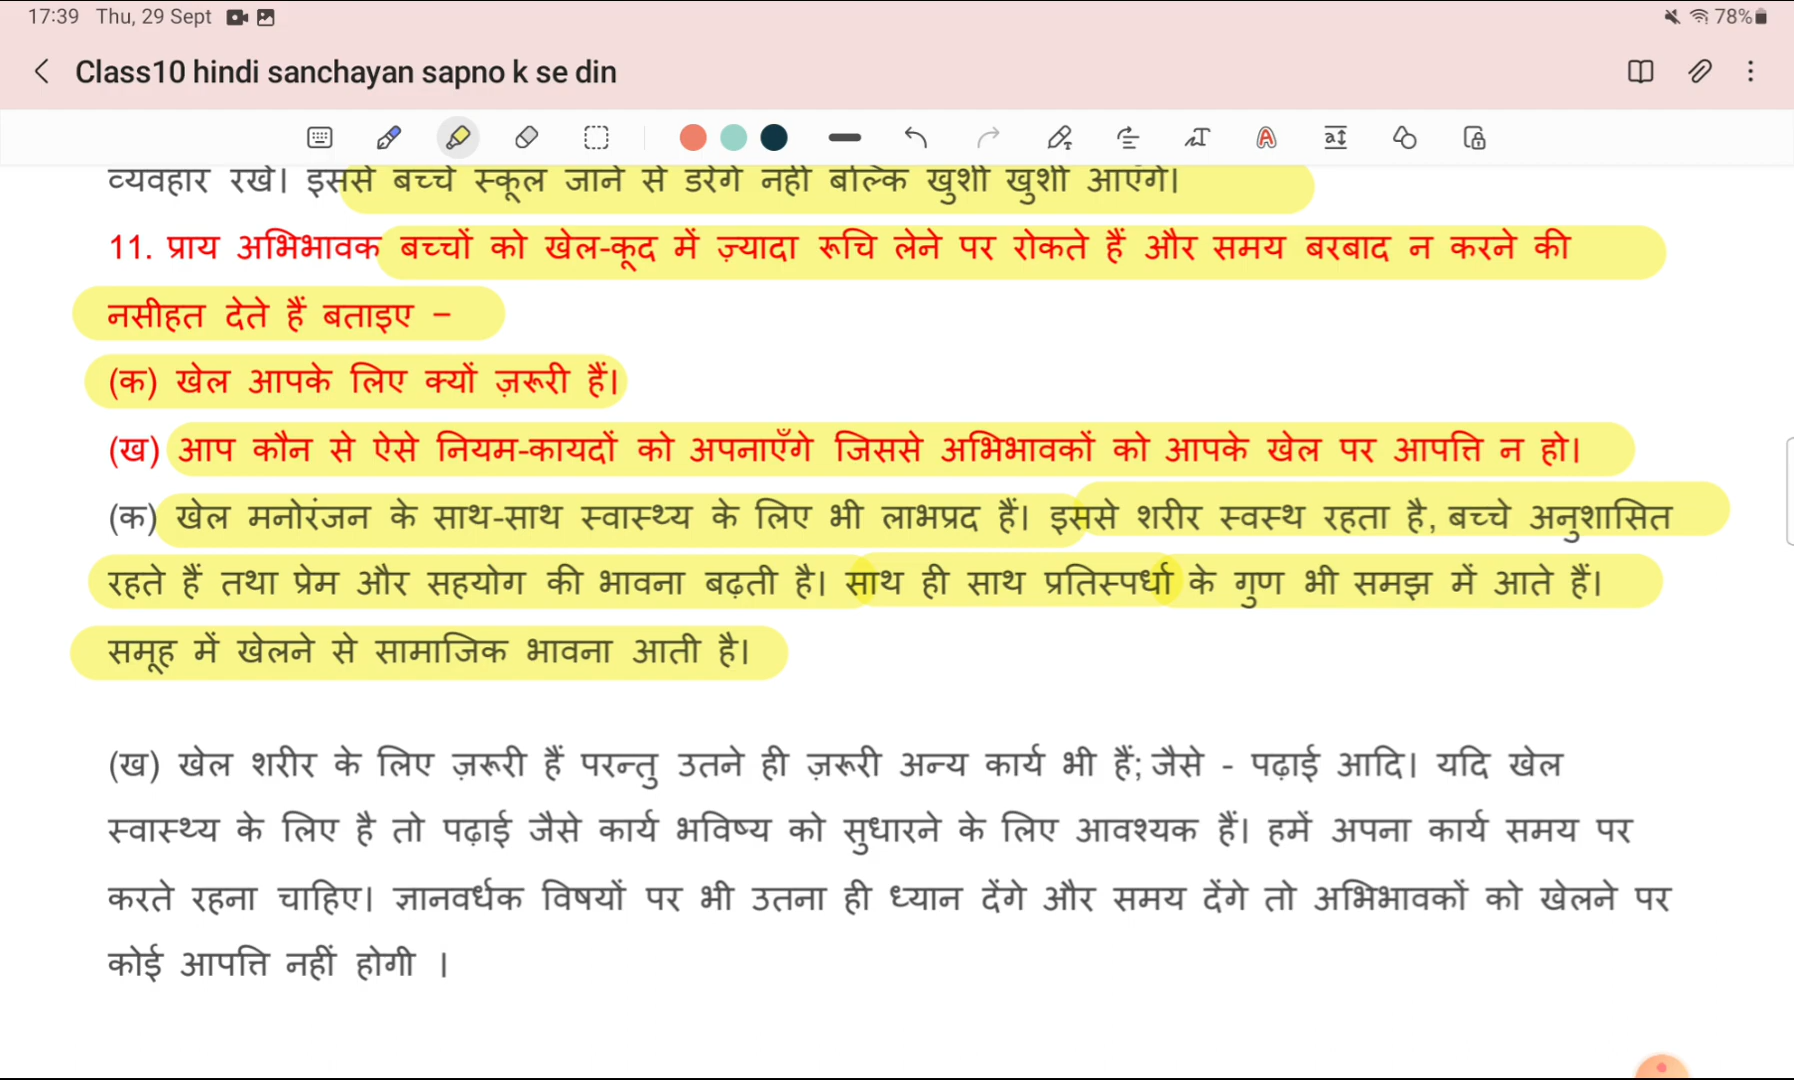 17:39 Thu, 29 Sept 78%
Class10 hindi sanchayan sapno k se din
व्यवहार रखे। इससे बच्चे स्कूल जाने से डरेंगे नहीं बल्कि खुशी खुशी आएँगे।
11. प्राय अभिभावक बच्चों को खेल-कूद में ज़्यादा रूचि लेने पर रोकते हैं और समय बरबाद न करने की
नसीहत देते हैं बताइए –
(क) खेल आपके लिए क्यों ज़रूरी हैं।
(ख) आप कौन से ऐसे नियम-कायदों को अपनाएँगे जिससे अभिभावकों को आपके खेल पर आपत्ति न हो।
(क) खेल मनोरंजन के साथ-साथ स्वास्थ्य के लिए भी लाभप्रद हैं। इससे शरीर स्वस्थ रहता है, बच्चे अनुशासित
रहते हैं तथा प्रेम और सहयोग की भावना बढ़ती है। साथ ही साथ प्रतिस्पर्धा के गुण भी समझ में आते हैं।
समूह में खेलने से सामाजिक भावना आती है।
(ख) खेल शरीर के लिए ज़रूरी हैं परन्तु उतने ही ज़रूरी अन्य कार्य भी हैं; जैसे - पढ़ाई आदि। यदि खेल
स्वास्थ्य के लिए है तो पढ़ाई जैसे कार्य भविष्य को सुधारने के लिए आवश्यक हैं। हमें अपना कार्य समय पर
करते रहना चाहिए। ज्ञानवर्धक विषयों पर भी उतना ही ध्यान देंगे और समय देंगे तो अभिभावकों को खेलने पर
कोई आपत्ति नहीं होगी ।